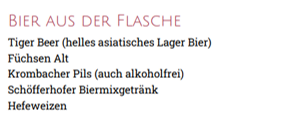 Bier aus der Flasche
Tiger Beer (helles asiatisches Lager Bier)
Füchsen Alt
Krombacher Pils (auch alkoholfrei)
Schöfferhofer Biermixgetränk
Hefeweizen